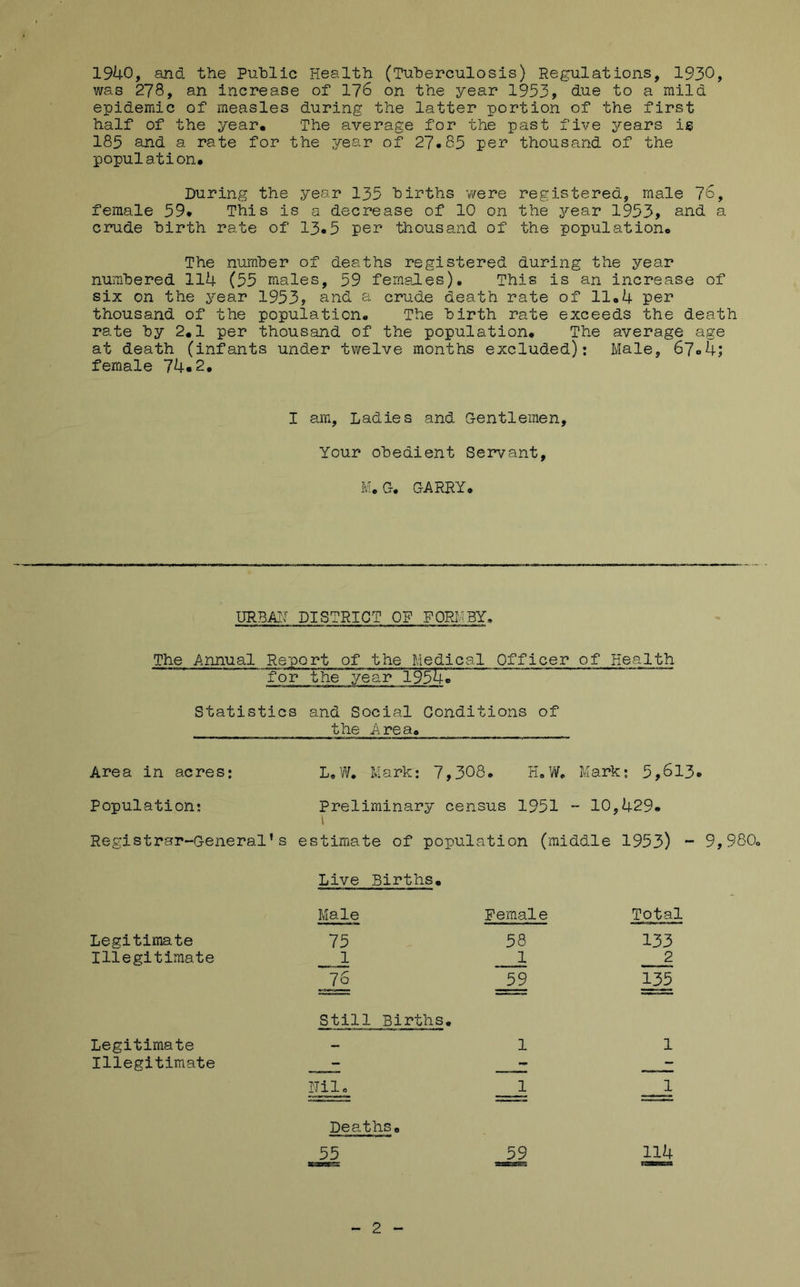 1940, and the Public Health (Tuberculosis) Regulations, 1930,
was 278, an increase of 176 on the year 1953, due to a mild
epidemic of measles during the latter portion of the first
half of the year. The average for the past five years is
185 and a rate for the year of 27.85 per thousand of the
population.
During the year 135 births were registered, male 76,
female 59. This is a decrease of 10 on the year 1953, and a
crude birth rate of 13.5 per thousand of the population.
The number of deaths registered during the year
numbered 114 (55 males, 59 females). This is an increase of
six on the year 1953, and a crude death rate of 11.4 per
thousand of the population. The birth rate exceeds the death
rate by 2.1 per thousand of the population. The average age
at death (infants under twelve months excluded): Male, 67.4;
female 74.2.
I am, Ladies and Gentlemen,
Your obedient Servant,
M. G. GARRY.
URBAN DISTRICT OF FORMBY.
The Annual Report of the Medical Officer of Health
for the year 1954.
Statistics and Social Conditions of
the Area.
Area in acres: L.W. Mark: 7,308. H.W. Mark: 5,613.
Population: Preliminary census 1951 - 10,429.
Registrar-General's estimate of population (middle 1953) - 9,980.
Live Births.
Male Female Total
Legitimate 75 58 133
Illegitimate 1 1 2
76 59 135
Still Births.
Legitimate - 1 1
Illegitimate - - -
Nil. 1 1
Deaths.
55 59 114
- 2 -